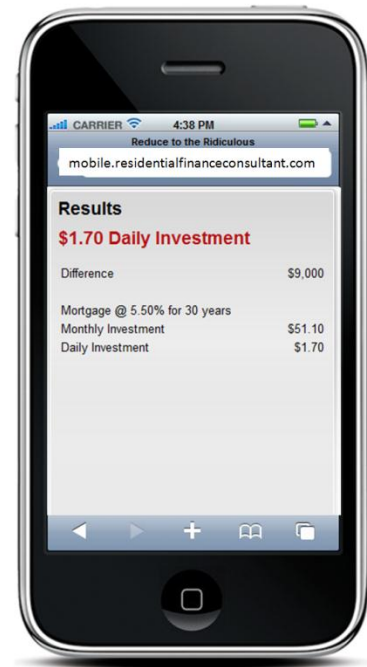 CARRIER 4:38 PM
Reduce to the Ridiculous
mobile.residentialfinanceconsultant.com
Results
$1.70 Daily Investment
Difference $9,000
Mortgage @ 5.50% for 30 years
Monthly Investment $51.10
Daily Investment $1.70